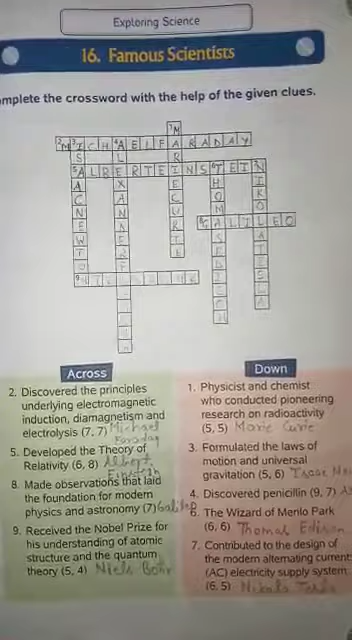 Exploring Science
16. Famous Scientists
omplete the crossword with the help of the given clues.
M
M I C H A E L F A R A D A Y
A L B E R T E I N S T E I N
G A L I L E O
Across
2. Discovered the principles
underlying electromagnetic
induction, diamagnetism and
electrolysis (7, 7) Michael
Faraday
5. Developed the Theory of
Relativity (6, 8) Albert
Einstein
8. Made observations that laid
the foundation for modern
physics and astronomy (7) Galileo
9. Received the Nobel Prize for
his understanding of atomic
structure and the quantum
theory (5, 4) Niels Bohr
Down
1. Physicist and chemist
who conducted pioneering
research on radioactivity
(5, 5) Marie Curie
3. Formulated the laws of
motion and universal
gravitation (5, 6) Isaac Ne
4. Discovered penicillin (9, 7) A
6. The Wizard of Menlo Park
(6, 6) Thomas Edison
7. Contributed to the design of
the modern alternating current
(AC) electricity supply system
(6, 5) Nikola Tesla